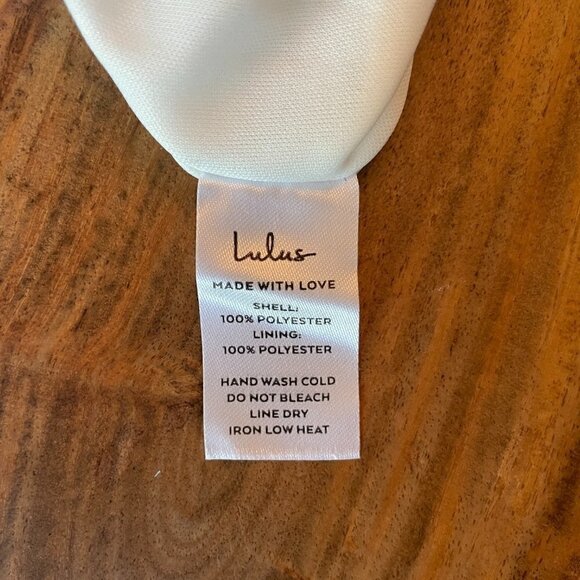 Lulus
MADE WITH LOVE
SHELL:
100% POLYESTER
LINING:
100% POLYESTER
HAND WASH COLD
DO NOT BLEACH
LINE DRY
IRON LOW HEAT